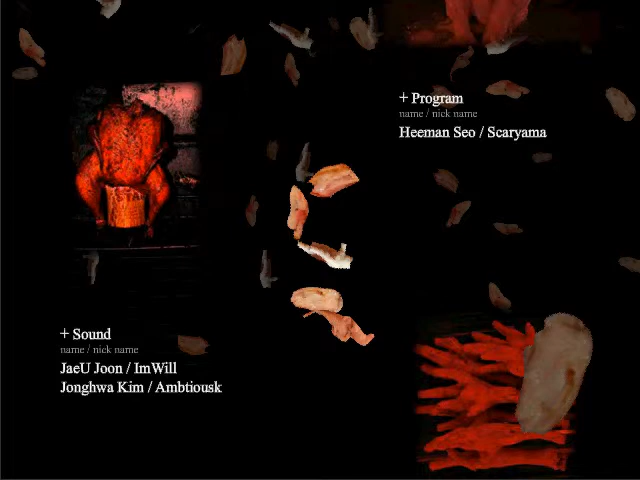 + Program
name / nick name
Heeman Seo / Scaryama
+ Sound
name / nick name
JaeU Joon / ImWill
Jonghwa Kim / Ambtiousk